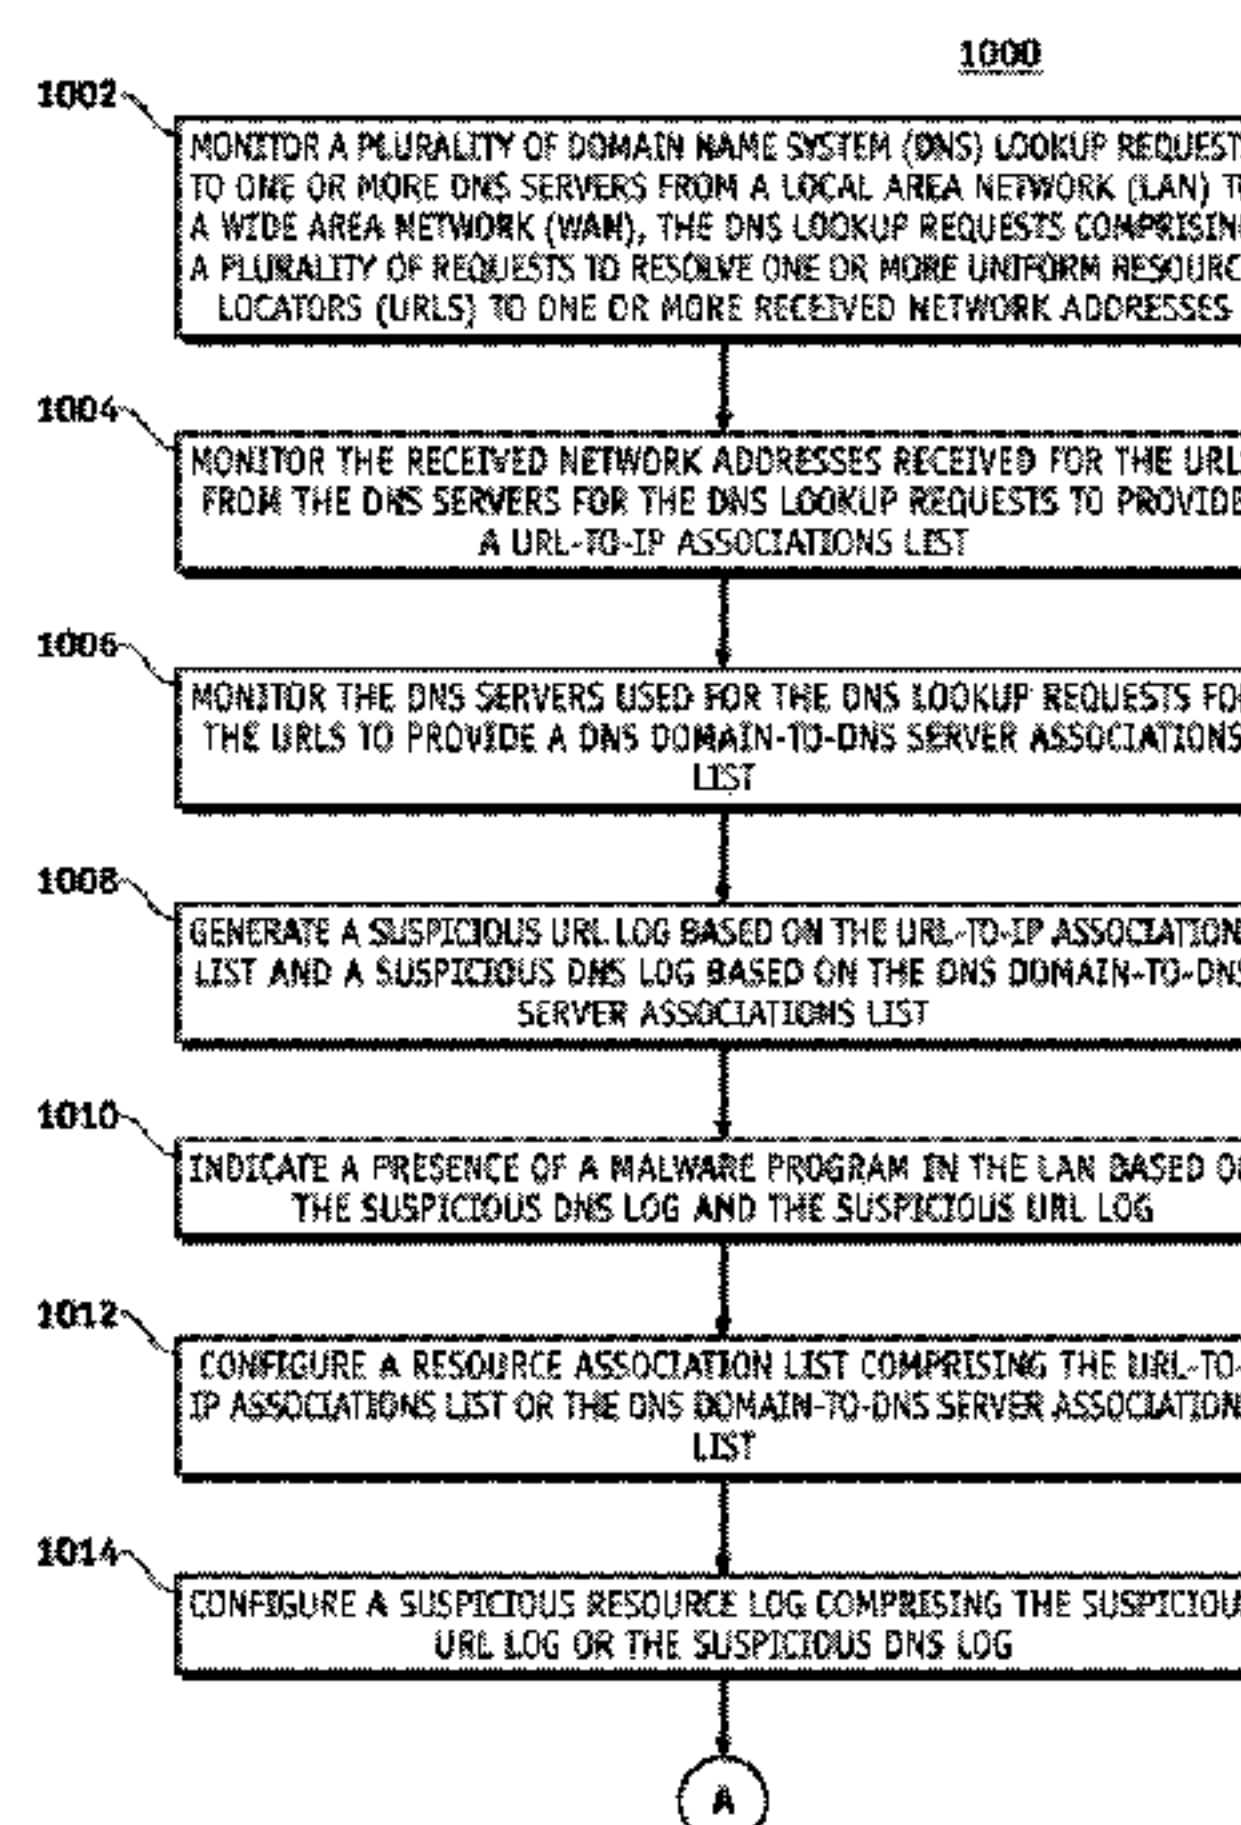 1000
1002
MONITOR A PLURALITY OF DOMAIN NAME SYSTEM (DNS) LOOKUP REQUEST
TO ONE OR MORE DNS SERVERS FROM A LOCAL AREA NETWORK (LAN) T
A WIDE AREA NETWORK (WAN), THE DNS LOOKUP REQUESTS COMPRISIN
A PLURALITY OF REQUESTS TO RESOLVE ONE OR MORE UNIFORM RESOURC
LOCATORS (URLS) TO ONE OR MORE RECEIVED NETWORK ADDRESSES
1004
MONITOR THE RECEIVED NETWORK ADDRESSES RECEIVED FOR THE URL
FROM THE DNS SERVERS FOR THE DNS LOOKUP REQUESTS TO PROVIDE
A URL-TO-IP ASSOCIATIONS LIST
1006
MONITOR THE DNS SERVERS USED FOR THE DNS LOOKUP REQUESTS FO
THE URLS TO PROVIDE A DNS DOMAIN-TO-DNS SERVER ASSOCIATIONS
LIST
1008
GENERATE A SUSPICIOUS URL LOG BASED ON THE URL-TO-IP ASSOCIATION
LIST AND A SUSPICIOUS DNS LOG BASED ON THE DNS DOMAIN-TO-DNS
SERVER ASSOCIATIONS LIST
1010
INDICATE A PRESENCE OF A MALWARE PROGRAM IN THE LAN BASED O
THE SUSPICIOUS DNS LOG AND THE SUSPICIOUS URL LOG
1012
CONFIGURE A RESOURCE ASSOCIATION LIST COMPRISING THE URL-TO-
IP ASSOCIATIONS LIST OR THE DNS DOMAIN-TO-DNS SERVER ASSOCIATION
LIST
1014
CONFIGURE A SUSPICIOUS RESOURCE LOG COMPRISING THE SUSPICIOU
URL LOG OR THE SUSPICIOUS DNS LOG
A